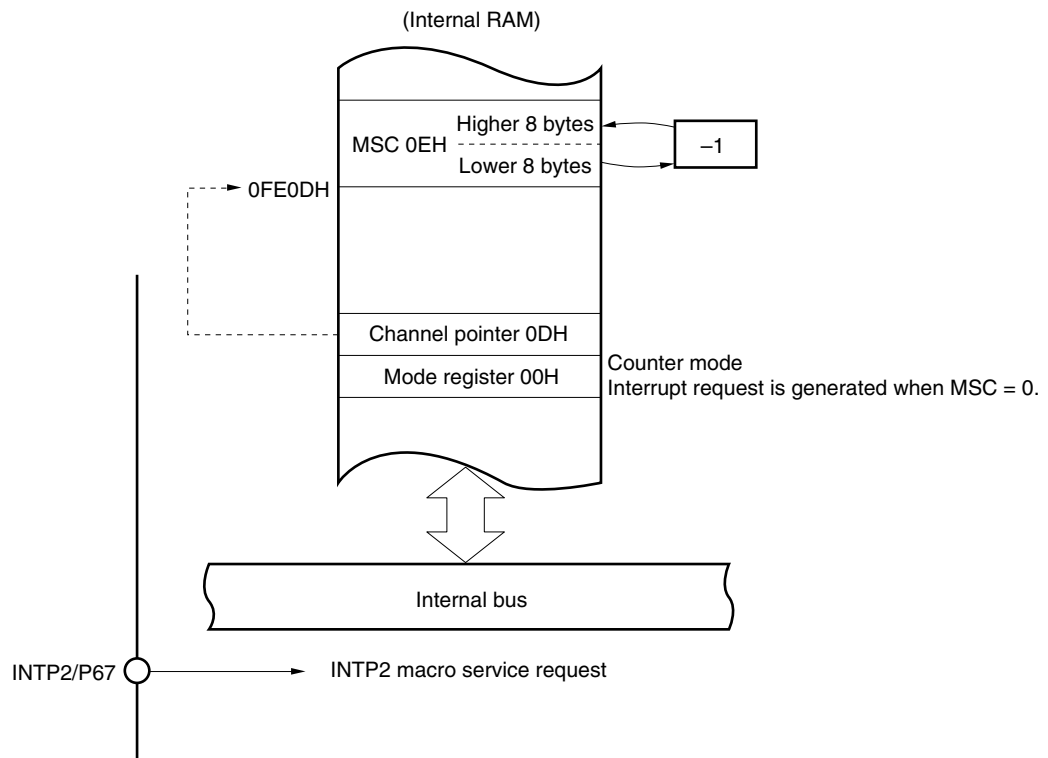 (Internal RAM)
Higher 8 bytes
MSC 0EH
Lower 8 bytes
–1
0FE0DH
Channel pointer 0DH
Mode register 00H
Counter mode
Interrupt request is generated when MSC = 0.
Internal bus
INTP2/P67
INTP2 macro service request